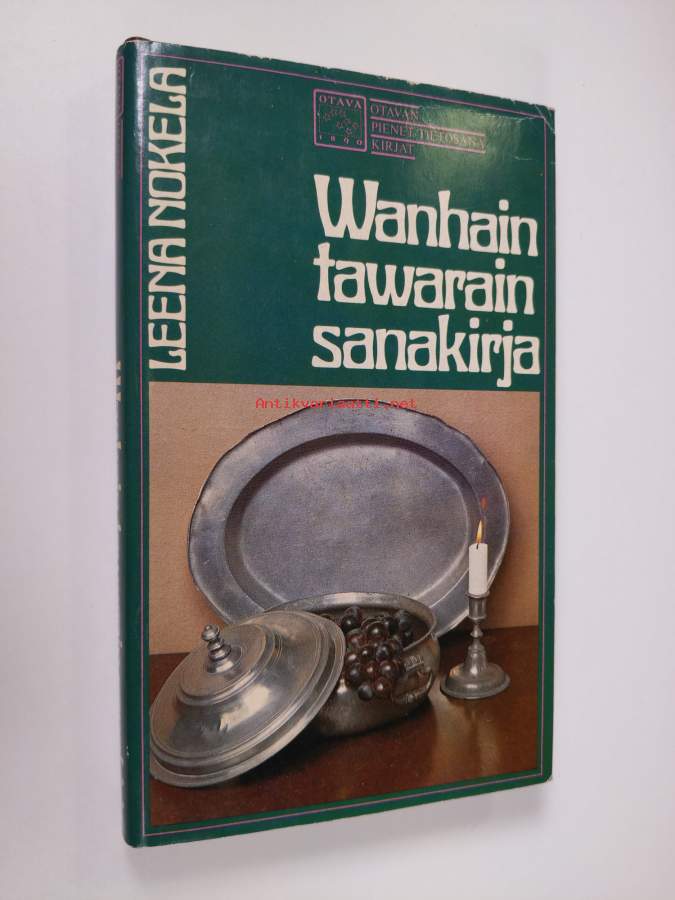 OTAVA
1890
OTAVAN
PIENET TIETOSANA
KIRJAT
LEENA NOKELA
Wanhain
tawarain
sanakirja
Antikvariaatti.net